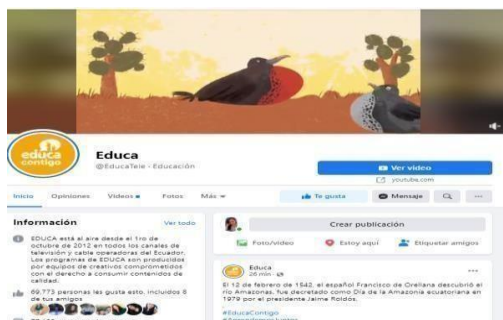 educa
contigo
Educa
@EducaTele · Educación
Ver video
youtube.com
Inicio Opiniones Videos Fotos Más
Te gusta Mensaje
Información Ver todo
EDUCA está al aire desde el 1ro de
octubre de 2012 en todos los canales de
televisión y cable operadoras del Ecuador.
Los programas de EDUCA son producidos
por equipos de creativos comprometidos
con el derecho a consumir contenidos de
calidad.
69.773 personas les gusta esto, incluidos 8
de tus amigos
Crear publicación
Foto/video Estoy aquí Etiquetar amigos
Educa
26 min ·
El 12 de febrero de 1542, el español Francisco de Orellana descubrió el
río Amazonas, fue decretado como Día de la Amazonía ecuatoriana en
1979 por el presidente Jaime Roldós.
#EducaContigo
#AprendemosJuntos